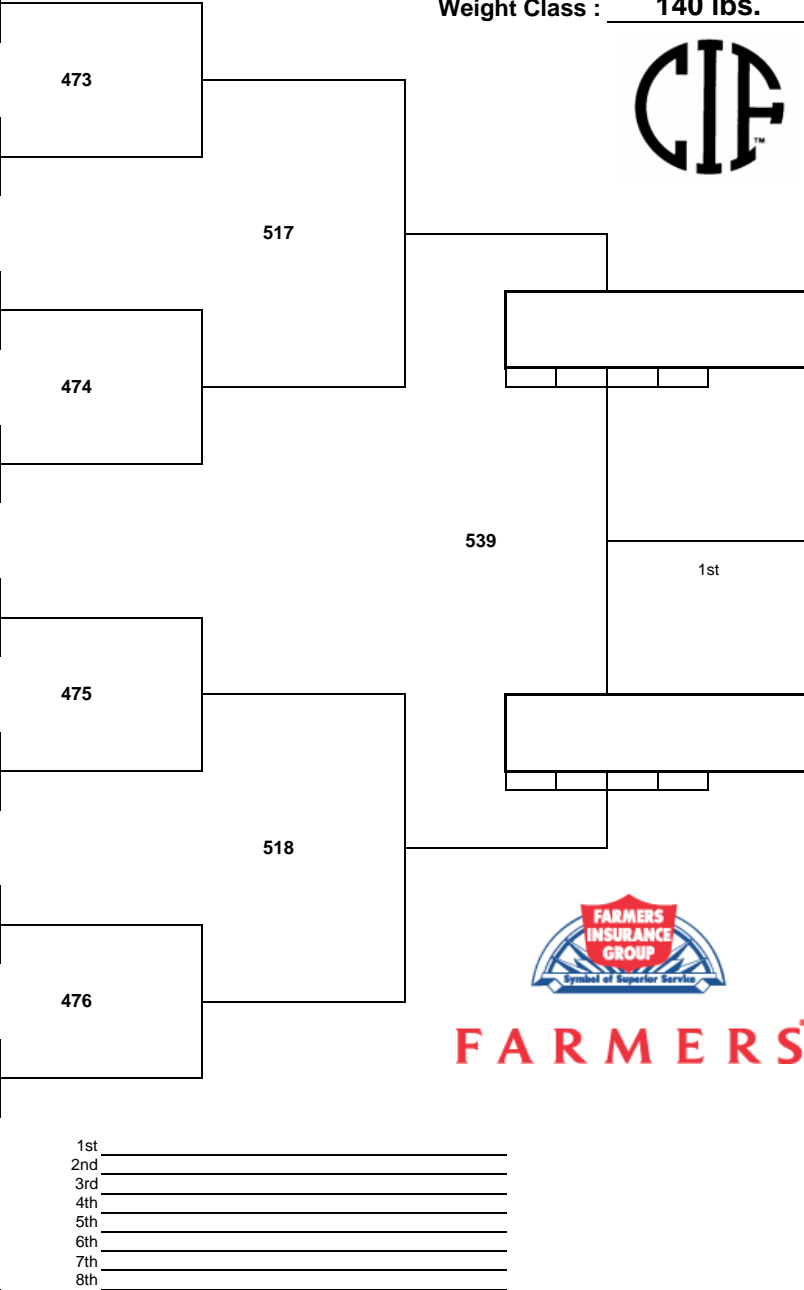 Weight Class : 140 lbs.
CIF™
473
517
474
539
1st
475
518
FARMERS
INSURANCE
GROUP
Symbol of Superior Service
476
FARMERS
1st
2nd
3rd
4th
5th
6th
7th
8th